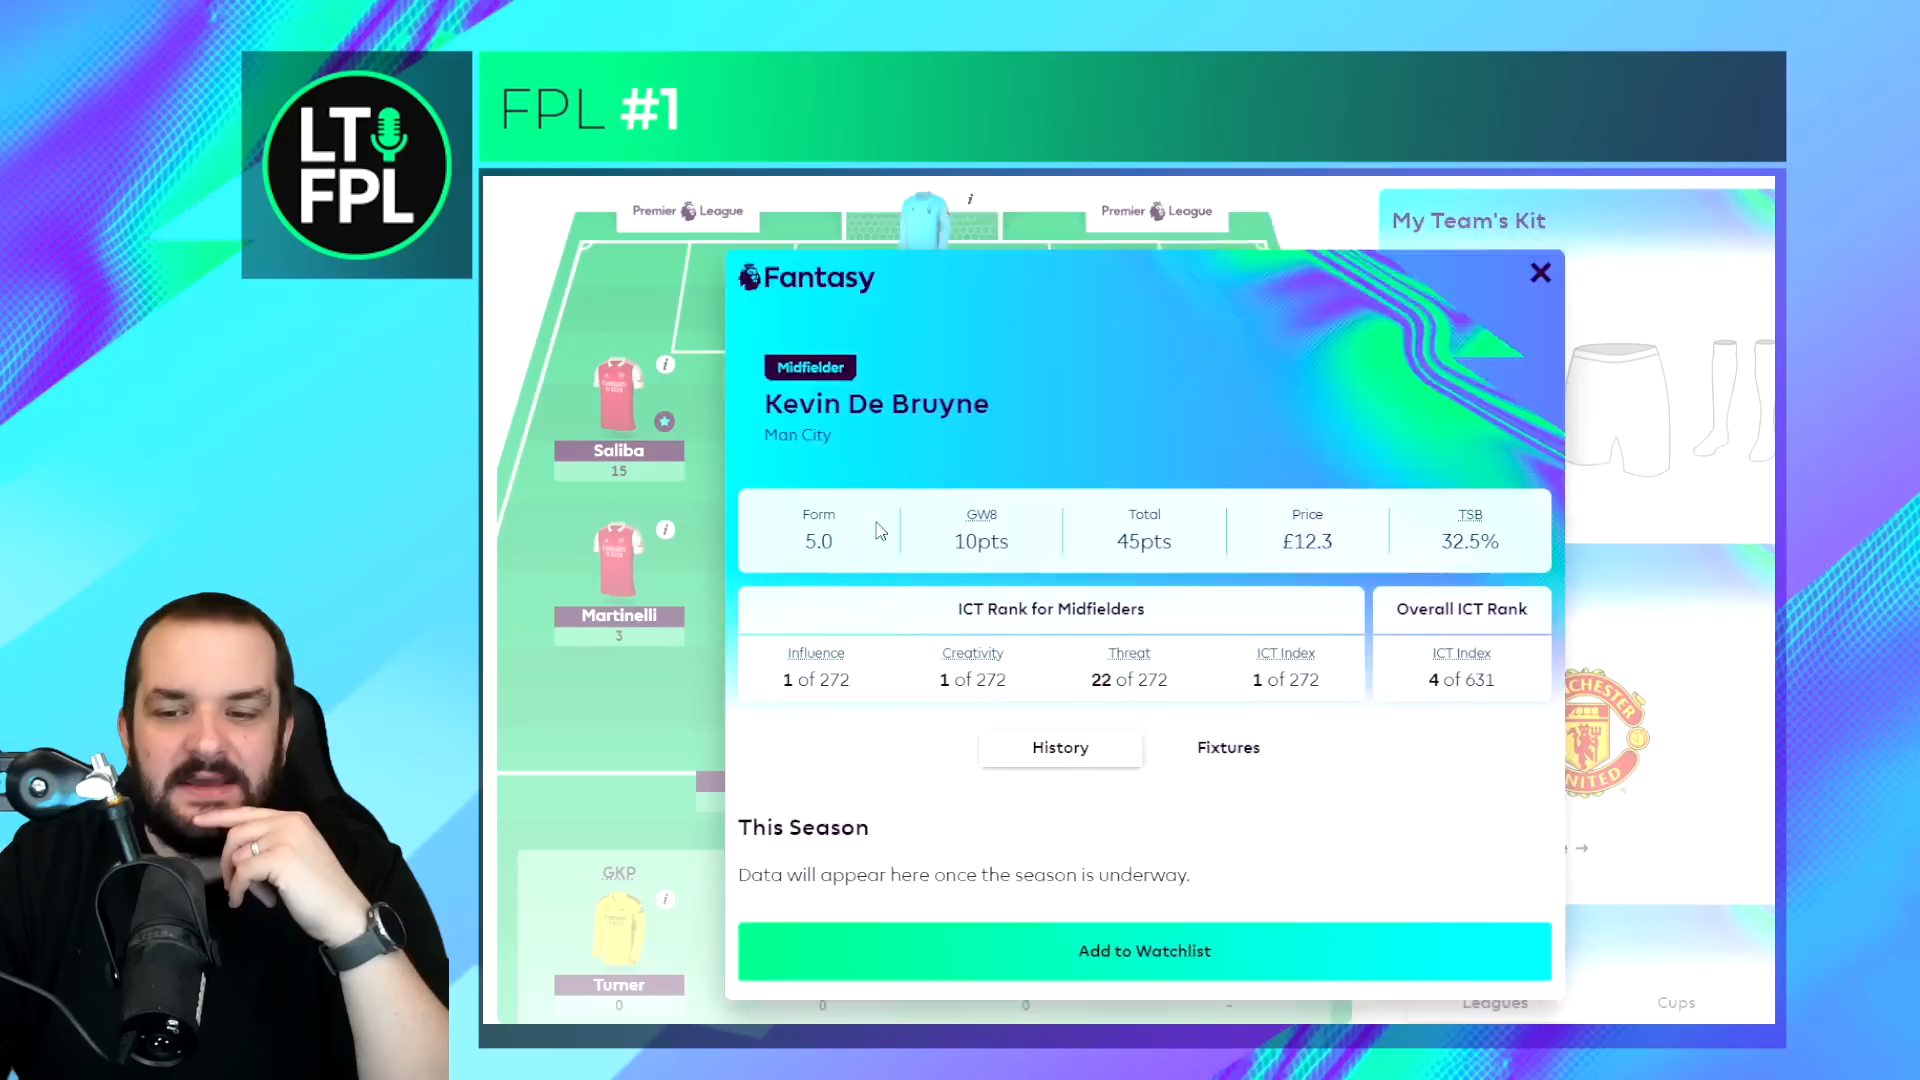 LT
FPL
FPL #1
Premier League
i
Premier League
My Team's Kit
Fantasy
Midfielder
Kevin De Bruyne
Man City
i
Saliba
15
Form
5.0
GW8
10pts
Total
45pts
Price
£12.3
TSB
32.5%
i
Martinelli
3
ICT Rank for Midfielders
Overall ICT Rank
Influence
1 of 272
Creativity
1 of 272
Threat
22 of 272
ICT Index
1 of 272
ICT Index
4 of 631
History
Fixtures
This Season
Data will appear here once the season is underway.
Add to Watchlist
GKP
i
Turner
0
0
0
-
Leagues
Cups
CHESTER
UNITED